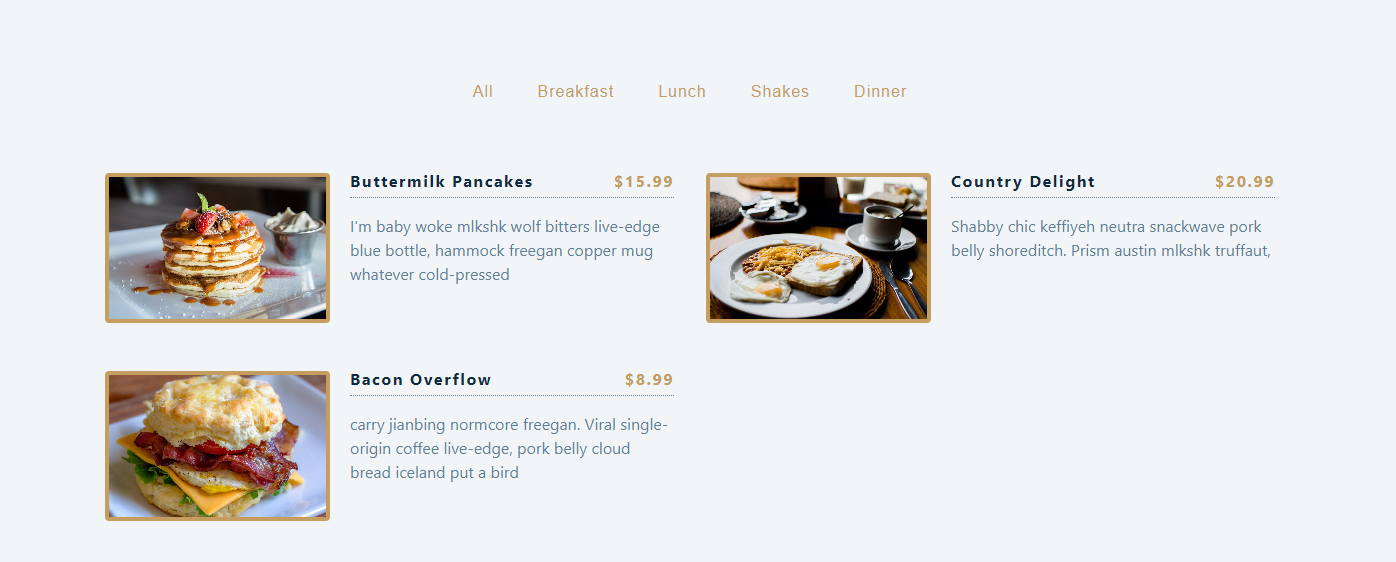 All Breakfast Lunch Shakes Dinner
Buttermilk Pancakes $15.99
I'm baby woke mlkshk wolf bitters live-edge
blue bottle, hammock freegan copper mug
whatever cold-pressed
Country Delight $20.99
Shabby chic keffiyeh neutra snackwave pork
belly shoreditch. Prism austin mlkshk truffaut,
Bacon Overflow $8.99
carry jianbing normcore freegan. Viral single-
origin coffee live-edge, pork belly cloud
bread iceland put a bird